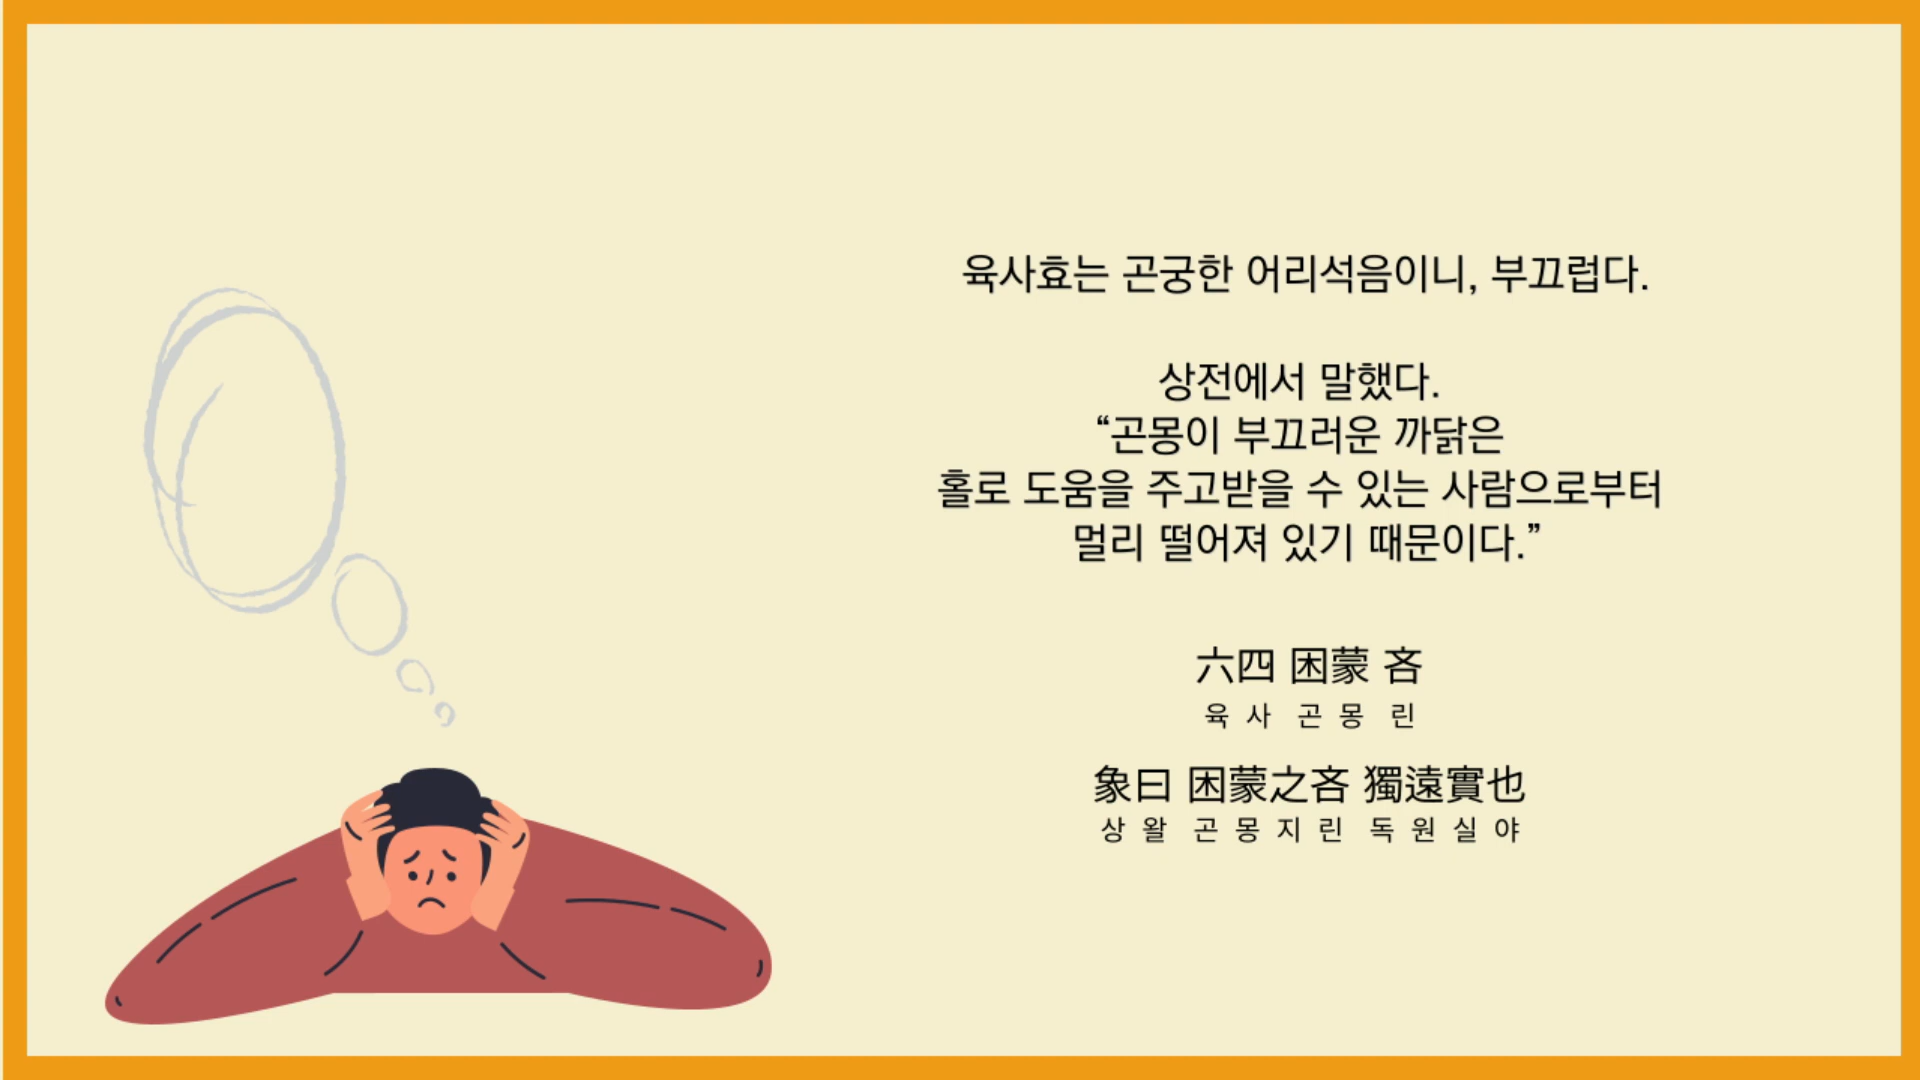 육사효는 곤궁한 어리석음이니, 부끄럽다.
상전에서 말했다.
“곤몽이 부끄러운 까닭은
홀로 도움을 주고받을 수 있는 사람으로부터
멀리 떨어져 있기 때문이다.”
六四 困蒙 吝
육 사 곤 몽 린
象曰 困蒙之吝 獨遠實也
상 왈 곤 몽 지 린 독 원 실 야